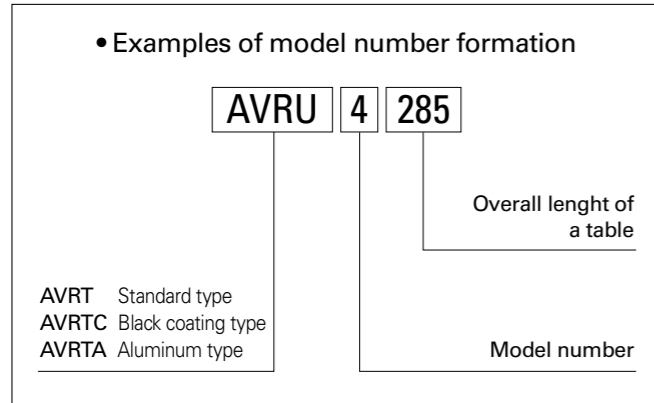 • Examples of model number formation
AVRU 4 285
Overall lenght of
a table
AVRT Standard type
AVRTC Black coating type
AVRTA Aluminum type
Model number